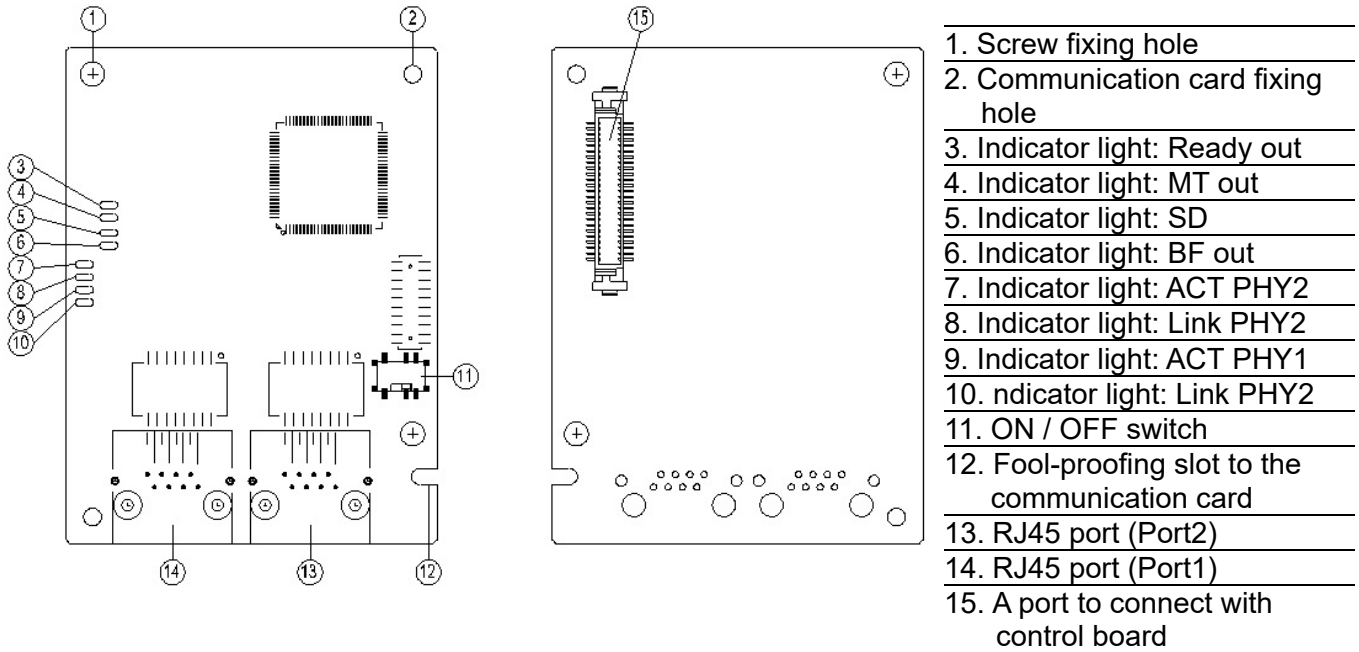 1
2
15
3
4
5
6
7
8
9
10
11
14
13
12
1. Screw fixing hole
2. Communication card fixing
hole
3. Indicator light: Ready out
4. Indicator light: MT out
5. Indicator light: SD
6. Indicator light: BF out
7. Indicator light: ACT PHY2
8. Indicator light: Link PHY2
9. Indicator light: ACT PHY1
10. ndicator light: Link PHY2
11. ON / OFF switch
12. Fool-proofing slot to the
communication card
13. RJ45 port (Port2)
14. RJ45 port (Port1)
15. A port to connect with
control board